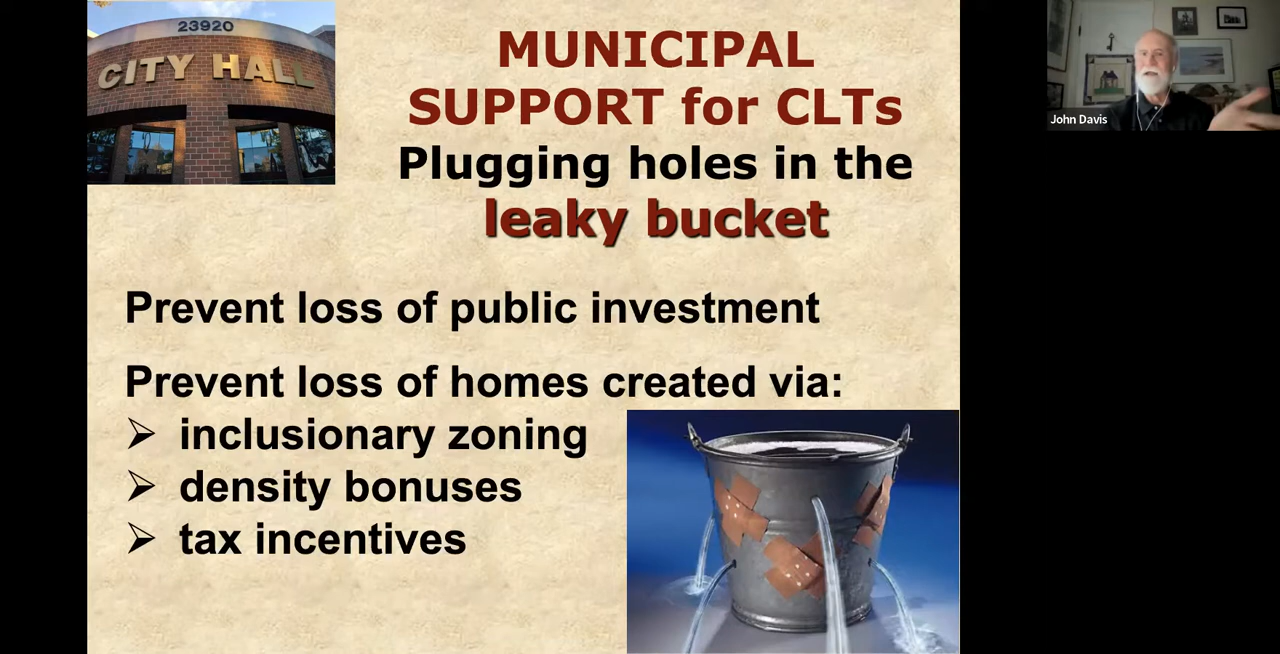 23920
CITY HALL
MUNICIPAL
SUPPORT for CLTs
Plugging holes in the
leaky bucket
John Davis
Prevent loss of public investment
Prevent loss of homes created via:
➢ inclusionary zoning
➢ density bonuses
➢ tax incentives